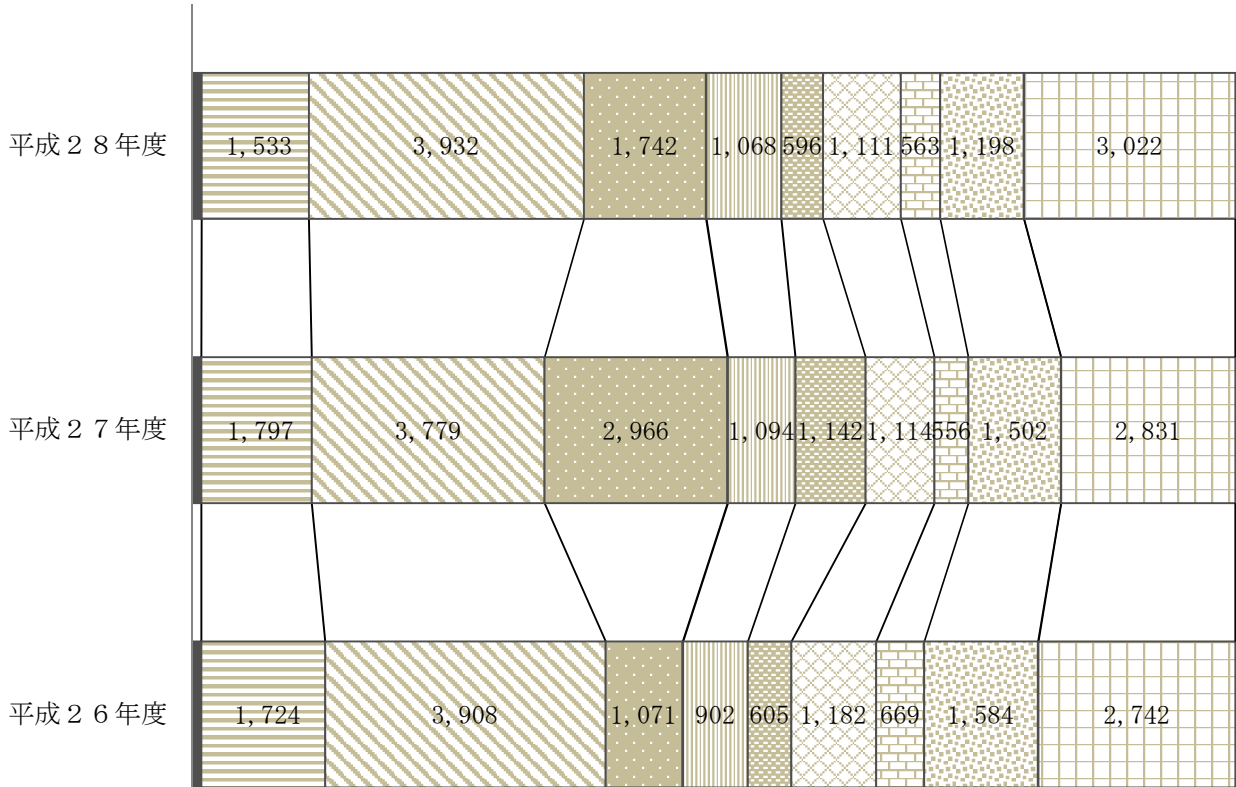 平成２８年度 1,533 3,932 1,742 1,068 596 1,111 563 1,198 3,022
平成２７年度 1,797 3,779 2,966 1,094 1,142 1,114 556 1,502 2,831
平成２６年度 1,724 3,908 1,071 902 605 1,182 669 1,584 2,742